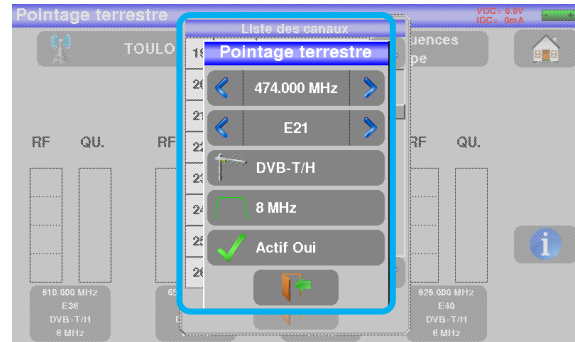 Pointage terrestre
VDC= 0.0V
IDC= 0mA
Liste des canaux
TOULO
uences
pe
Pointage terrestre
19
20
21
22
23
24
25
26
474.000 MHz
E21
DVB-T/H
8 MHz
Actif Oui
RF QU.
RF
RF QU.
610.000 MHz
E38
DVB-T/H
8 MHz
626.000 MHz
E40
DVB-T/H
8 MHz